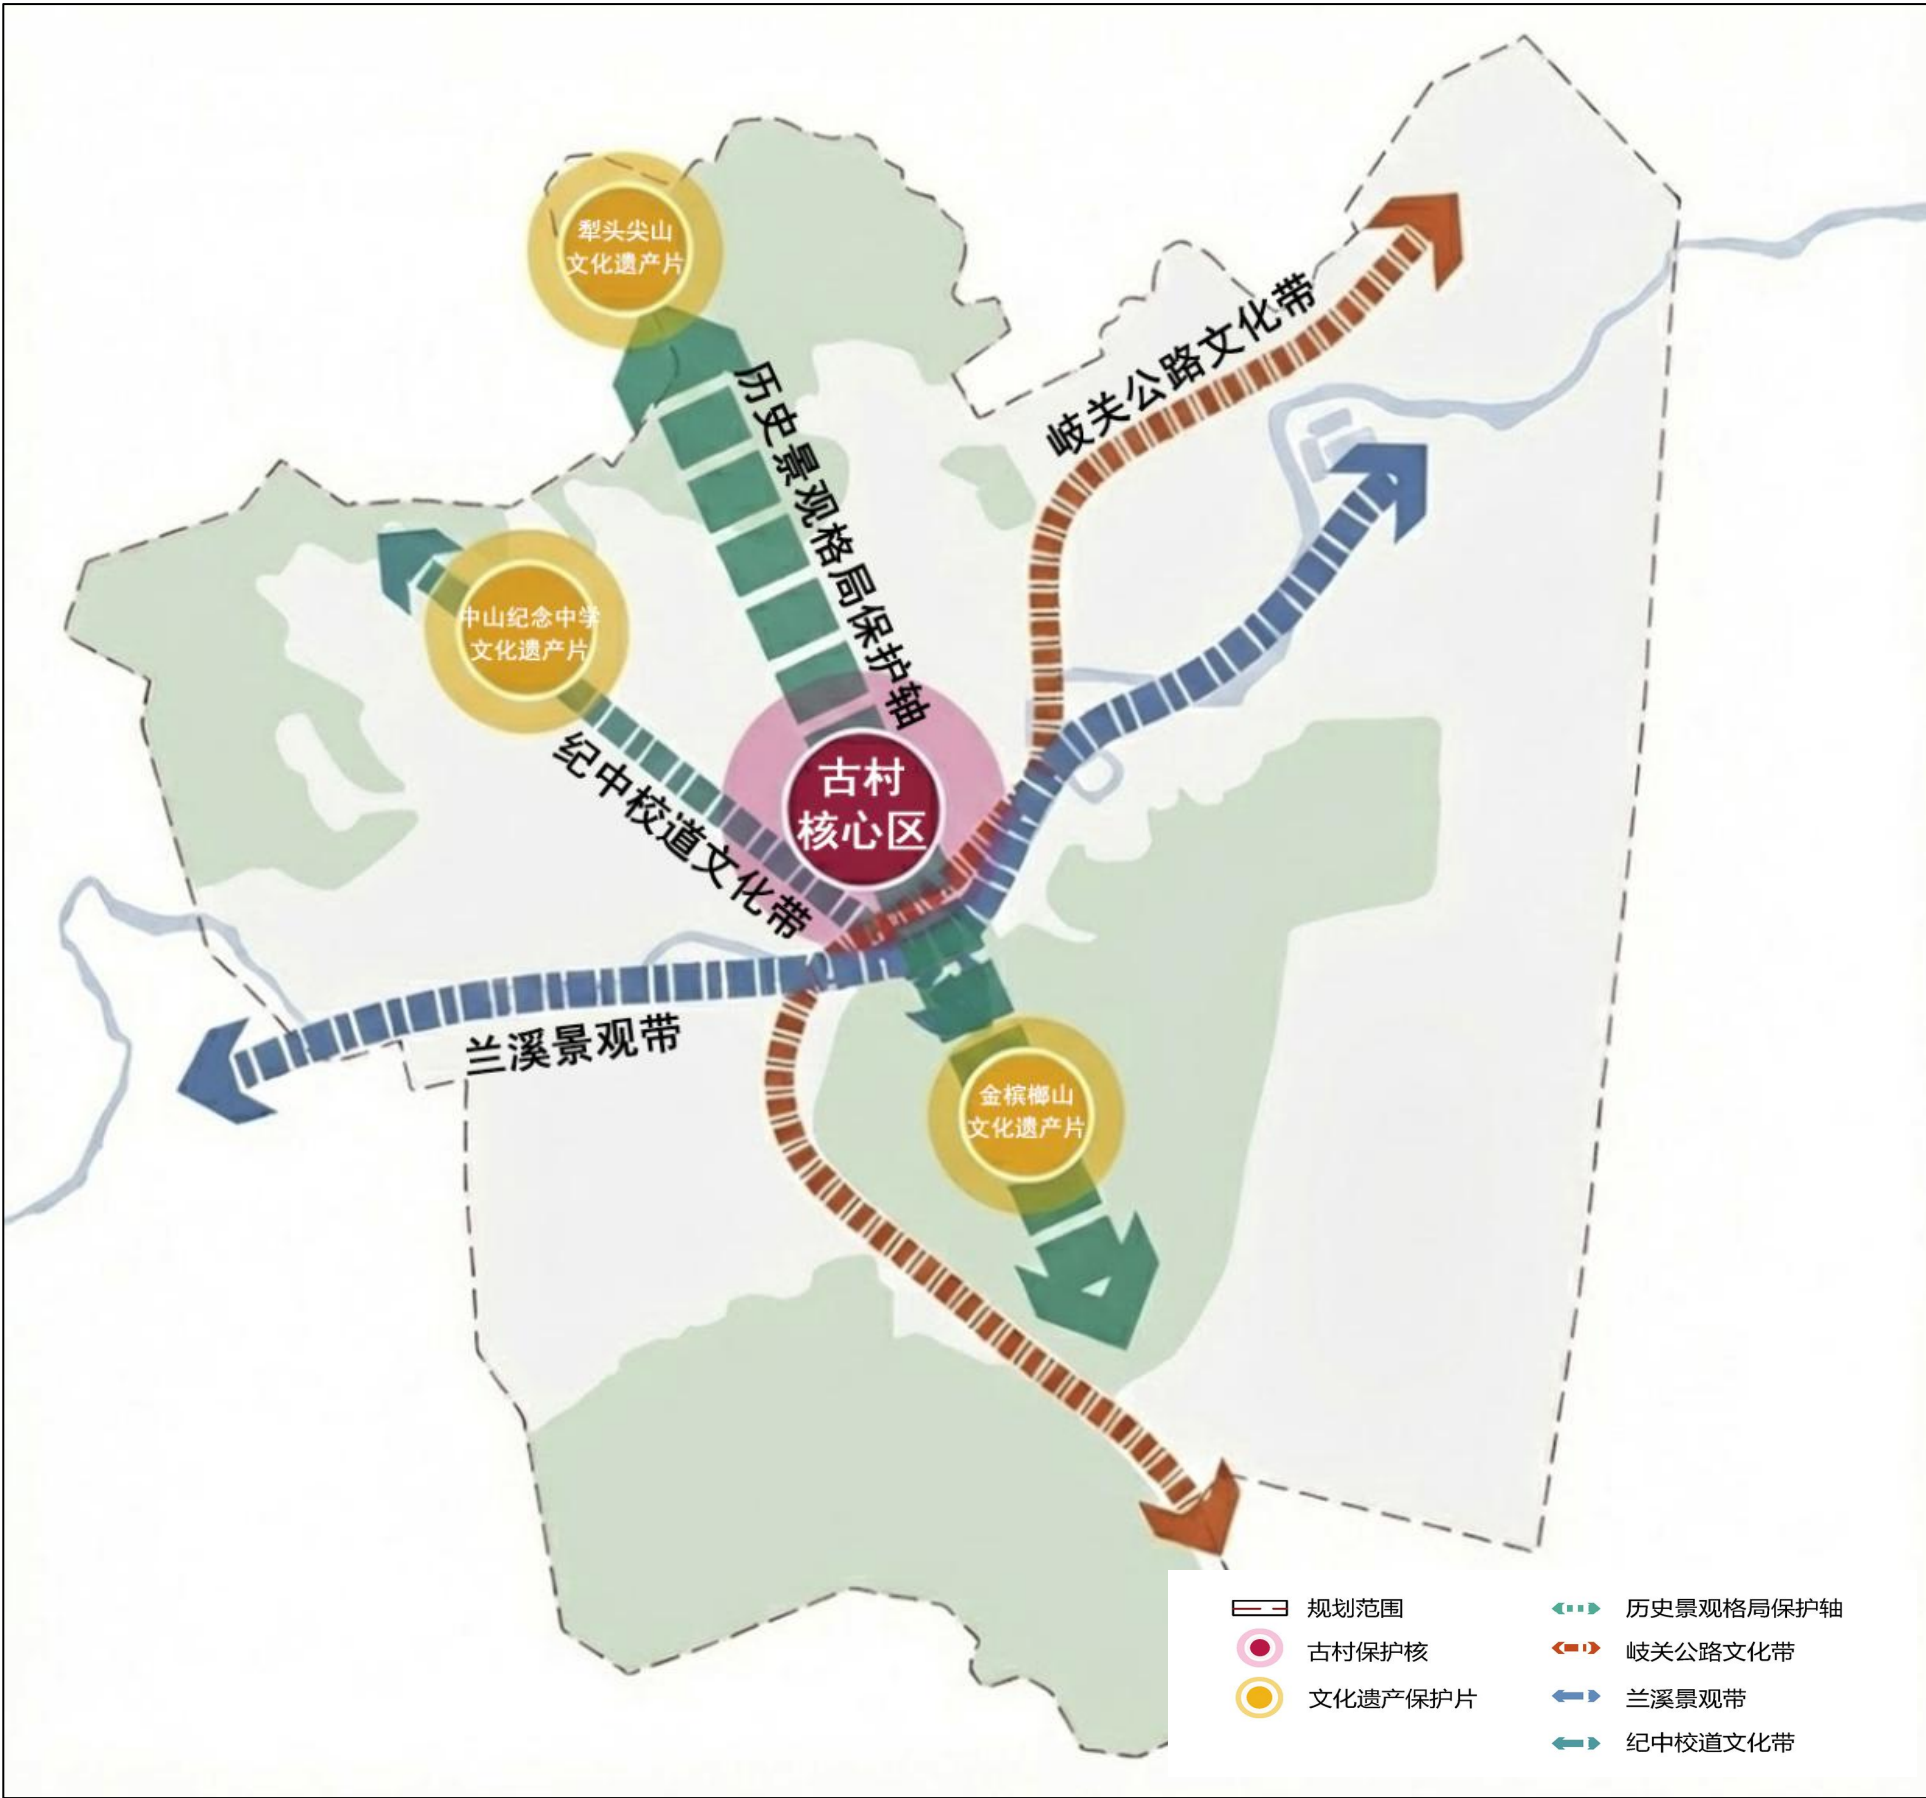 犁头尖山
文化遗产片
岐关公路文化带
历史景观格局保护轴
中山纪念中学
文化遗产片
纪中校道文化带
古村
核心区
兰溪景观带
金槟榔山
文化遗产片
规划范围
古村保护核
文化遗产保护片
历史景观格局保护轴
岐关公路文化带
兰溪景观带
纪中校道文化带